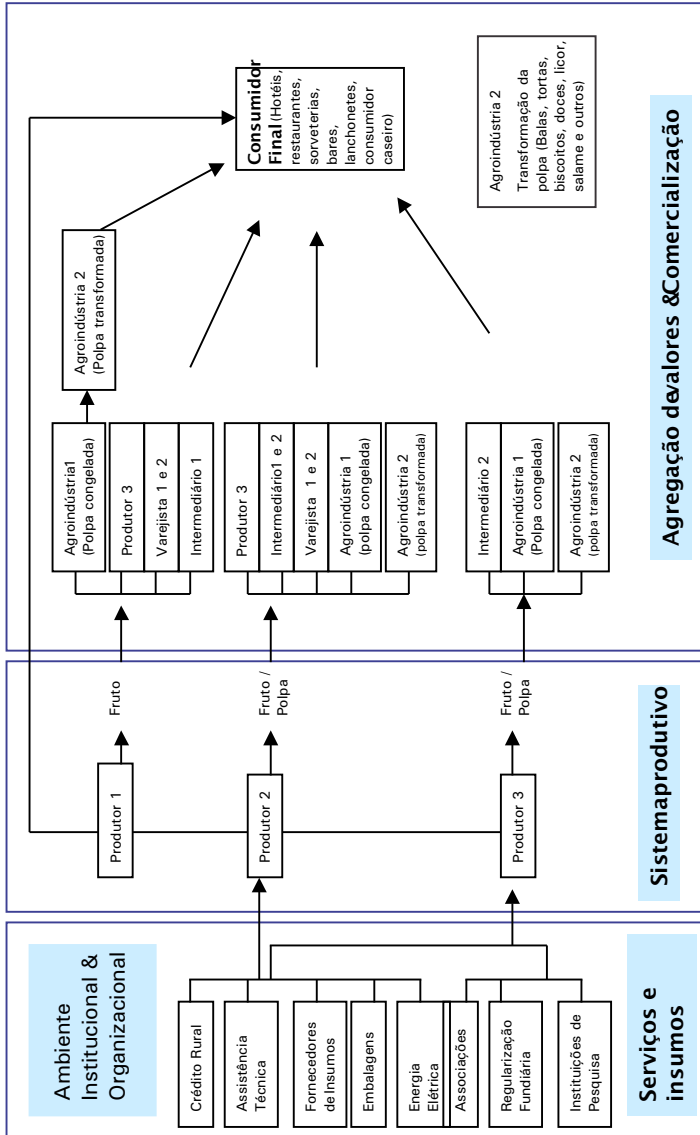 Ambiente
Institucional &
Organizacional
Crédito Rural
Assistência
Técnica
Fornecedores
de Insumos
Embalagens
Energia
Elétrica
Associações
Regularização
Fundiária
Instituições de
Pesquisa
Serviços e
insumos
Produtor 1
Produtor 2
Produtor 3
Fruto
Fruto /
Polpa
Fruto /
Polpa
Sistemaprodutivo
Agroindústria1
(Polpa congelada)
Produtor 3
Varejista 1 e 2
Intermediário 1
Produtor 3
Intermediário1 e 2
Varejista 1 e 2
Agroindústria 1
(polpa congelada)
Agroindústria 2
(polpa transformada)
Intermediário 2
Agroindústria 1
(Polpa congelada)
Agroindústria 2
(polpa transformada)
Agroindústria 2
(Polpa transformada)
Consumidor
Final (Hotéis,
restaurantes,
sorveterias,
bares,
lanchonetes,
consumidor
caseiro)
Agroindústria 2
Transformação da
polpa (Balas, tortas,
biscoitos, doces, licor,
salame e outros)
Agregação devalores &Comercialização